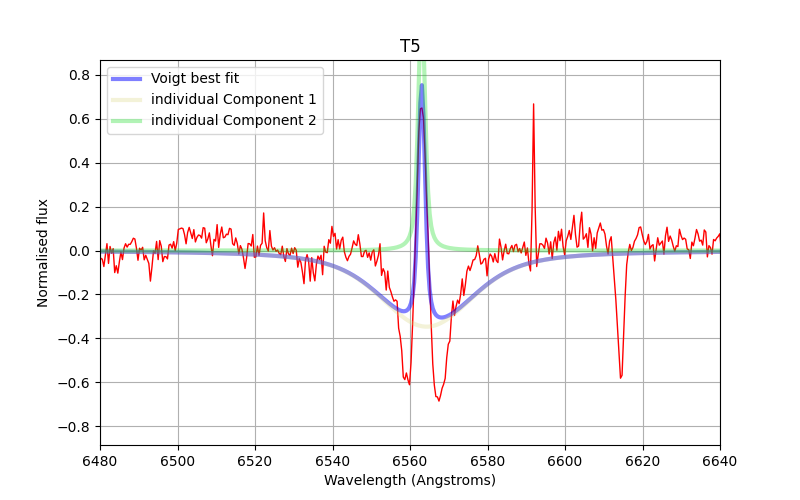 T5
Voigt best fit
individual Component 1
individual Component 2
0.8
0.6
0.4
0.2
0.0
−0.2
−0.4
−0.6
−0.8
Normalised flux
6480 6500 6520 6540 6560 6580 6600 6620 6640
Wavelength (Angstroms)